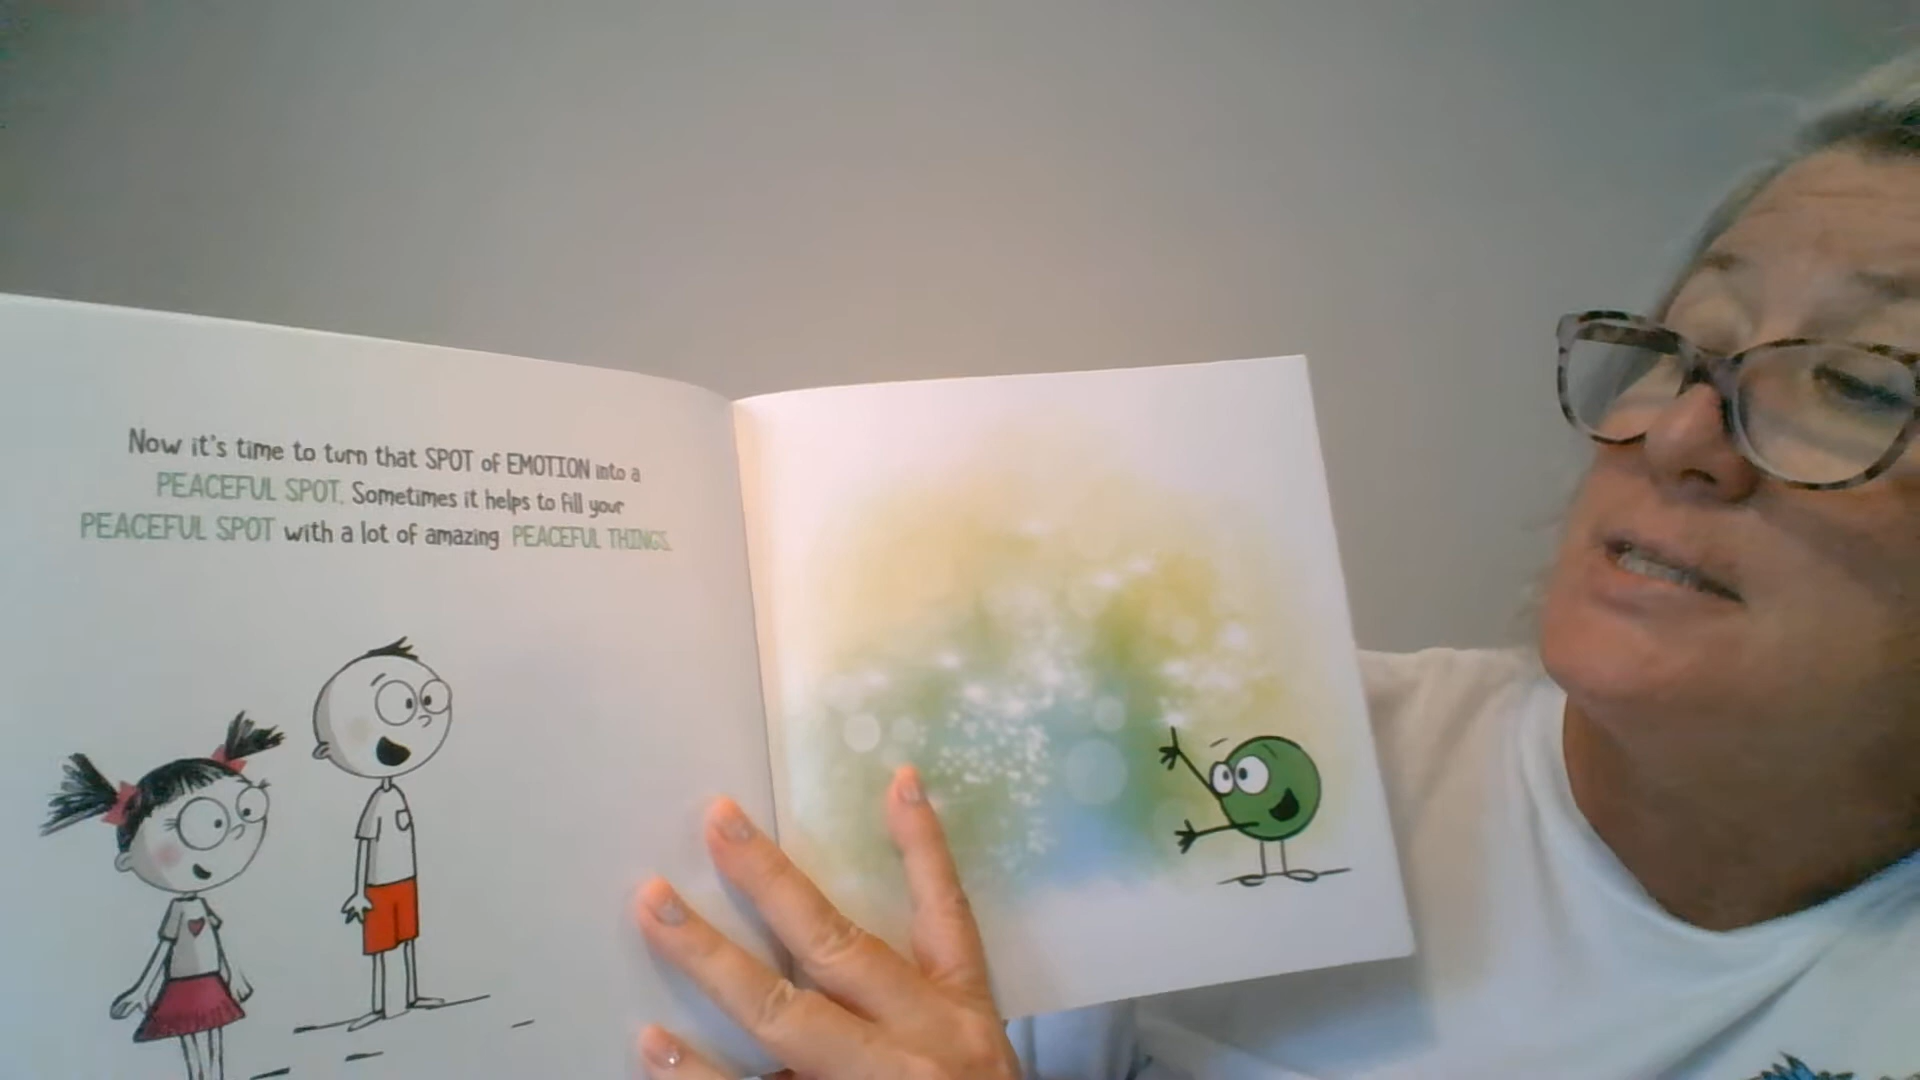 Now it's time to turn that SPOT of EMOTION into a
PEACEFUL SPOT. Sometimes it helps to fill your
PEACEFUL SPOT with a lot of amazing PEACEFUL THINGS.